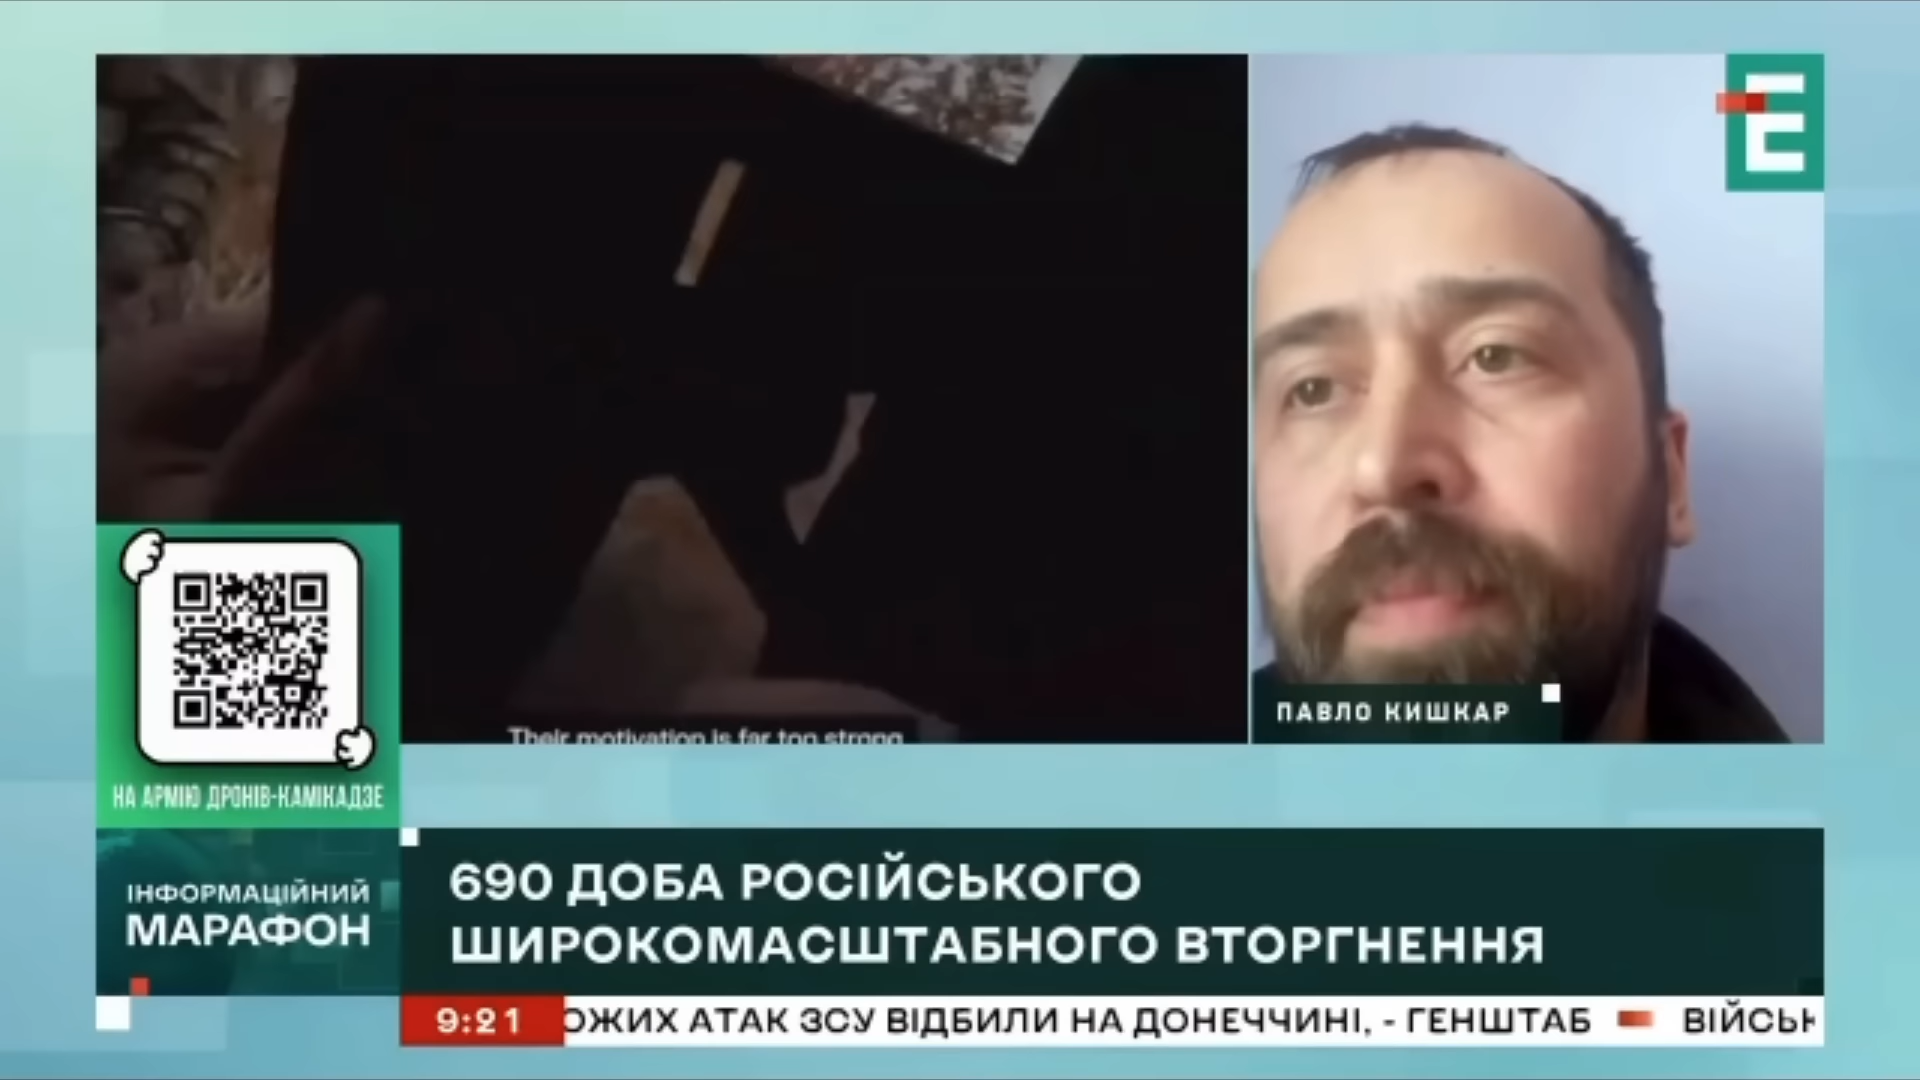 Е
ПАВЛО КИШКАР
Their motivation is far too strong
НА АРМІЮ ДРОНІВ-КАМІКАДЗЕ
ІНФОРМАЦІЙНИЙ
МАРАФОН
690 ДОБА РОСІЙСЬКОГО
ШИРОКОМАСШТАБНОГО ВТОРГНЕННЯ
9:21
ОЖИХ АТАК ЗСУ ВІДБИЛИ НА ДОНЕЧЧИНІ, - ГЕНШТАБ ВІЙСЬК